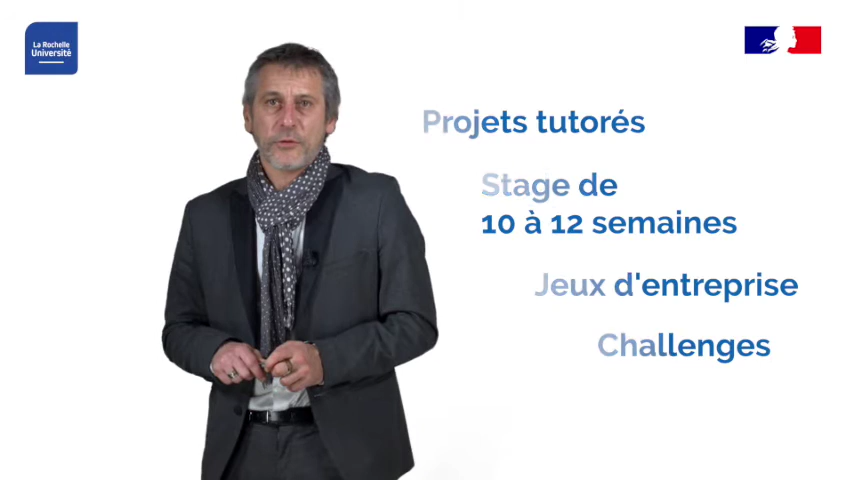 La Rochelle
Université
Projets tutorés
Stage de
10 à 12 semaines
Jeux d'entreprise
Challenges